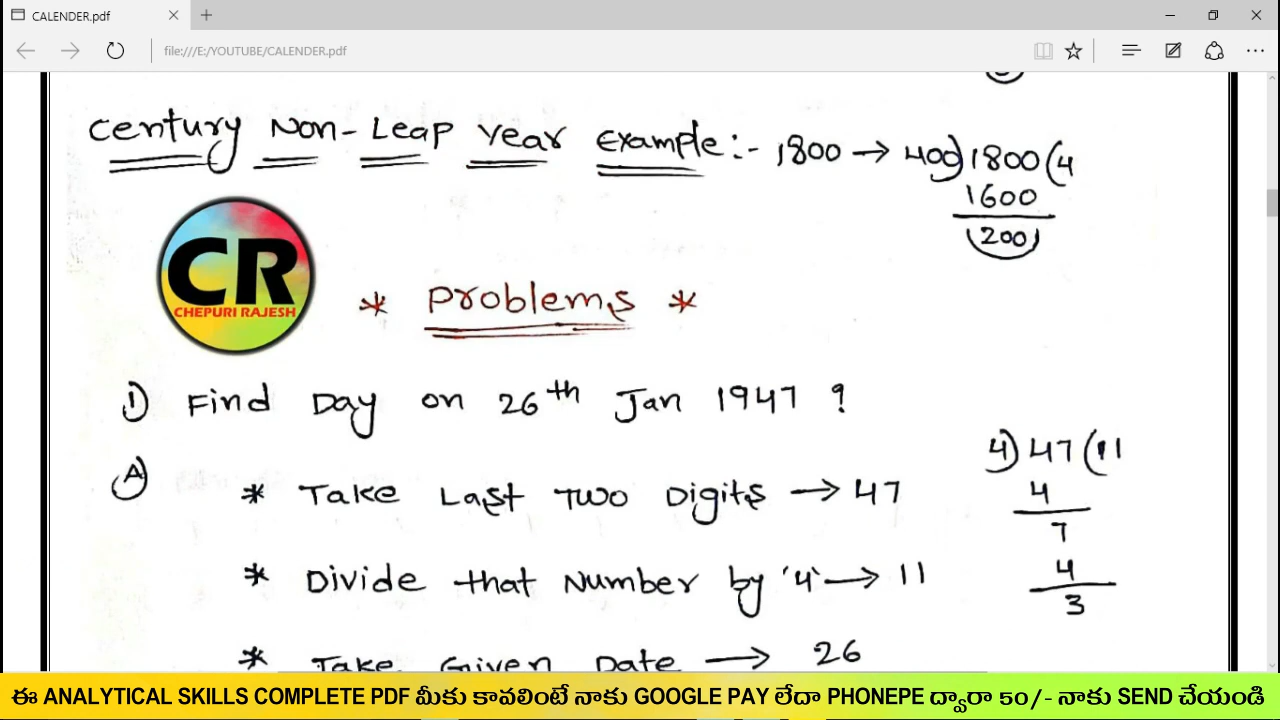 CALENDER.pdf
file:///E:/YOUTUBE/CALENDER.pdf
Century Non-Leap Year Example:- 1800 → 400)1800(4
1600
200
CR
CHEPURI RAJESH
* Problems *
1) Find Day on 26th Jan 1947 ?
A)
4)47(11
* Take Last Two Digits → 47
4
7
* Divide that Number by '4' → 11
4
3
* Take Given Date → 26
ఈ ANALYTICAL SKILLS COMPLETE PDF మీకు కావలింటే నాకు GOOGLE PAY లేదా PHONEPE ద్వారా 50/- నాకు SEND చేయండి